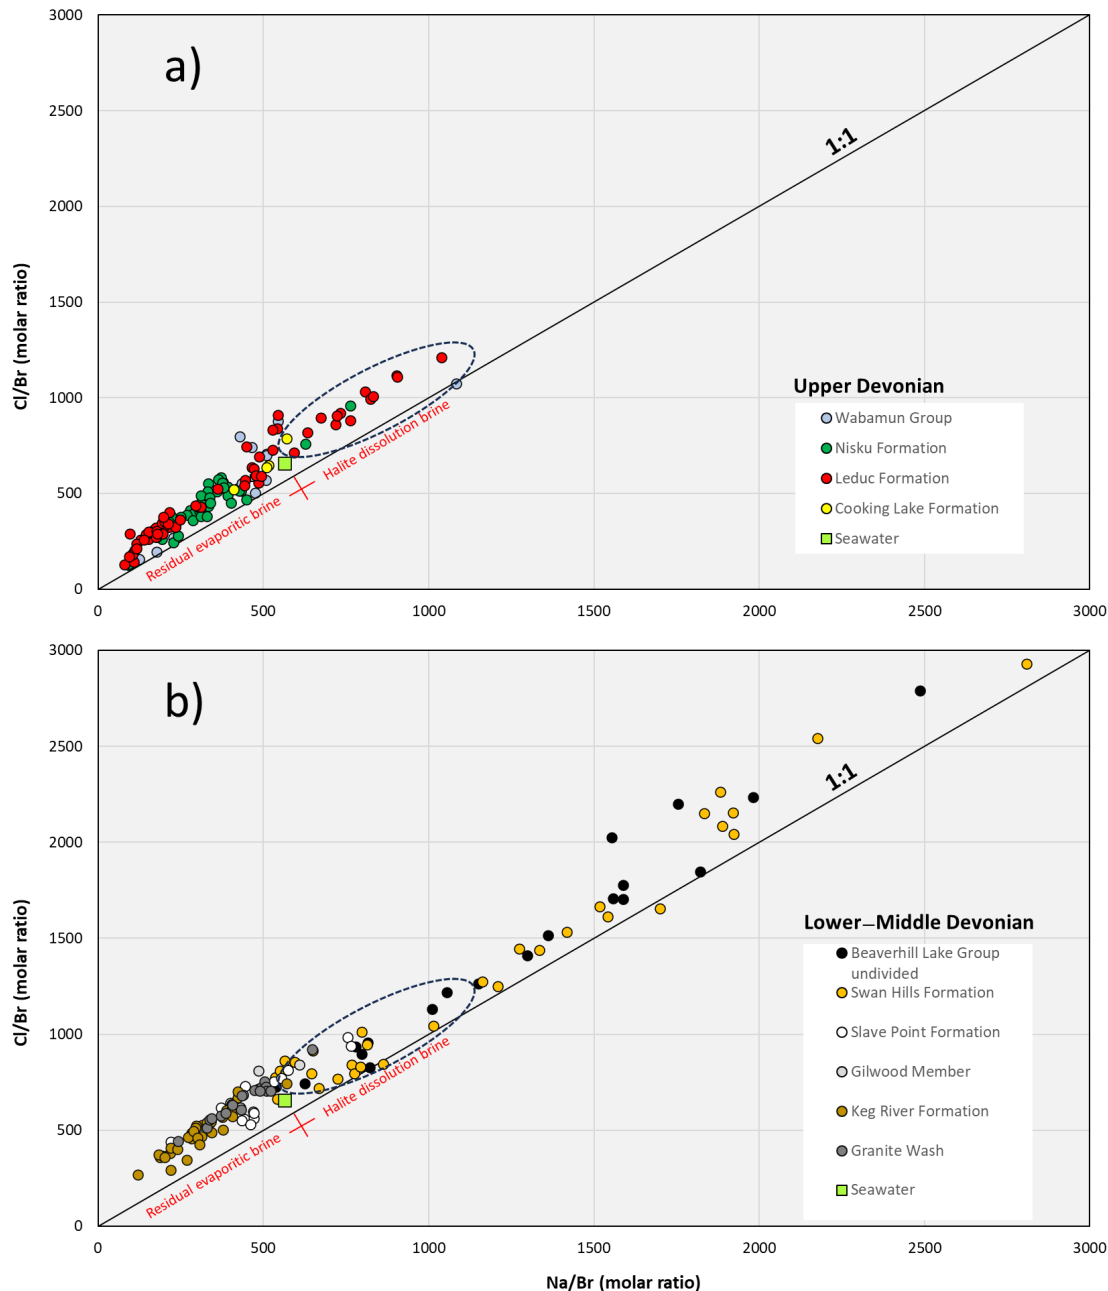 3000
a)
2500
1:1
2000
Cl/Br (molar ratio)
1500
Upper Devonian
1000
Wabamun Group
Nisku Formation
Halite dissolution brine
Leduc Formation
500
Cooking Lake Formation
Residual evaporitic brine
Seawater
0
0 500 1000 1500 2000 2500 3000
3000
b)
2500
1:1
2000
Cl/Br (molar ratio)
1500
Lower–Middle Devonian
Beaverhill Lake Group
undivided
Swan Hills Formation
1000
Slave Point Formation
Halite dissolution brine
Gilwood Member
Keg River Formation
500
Granite Wash
Residual evaporitic brine
Seawater
0
0 500 1000 1500 2000 2500 3000
Na/Br (molar ratio)